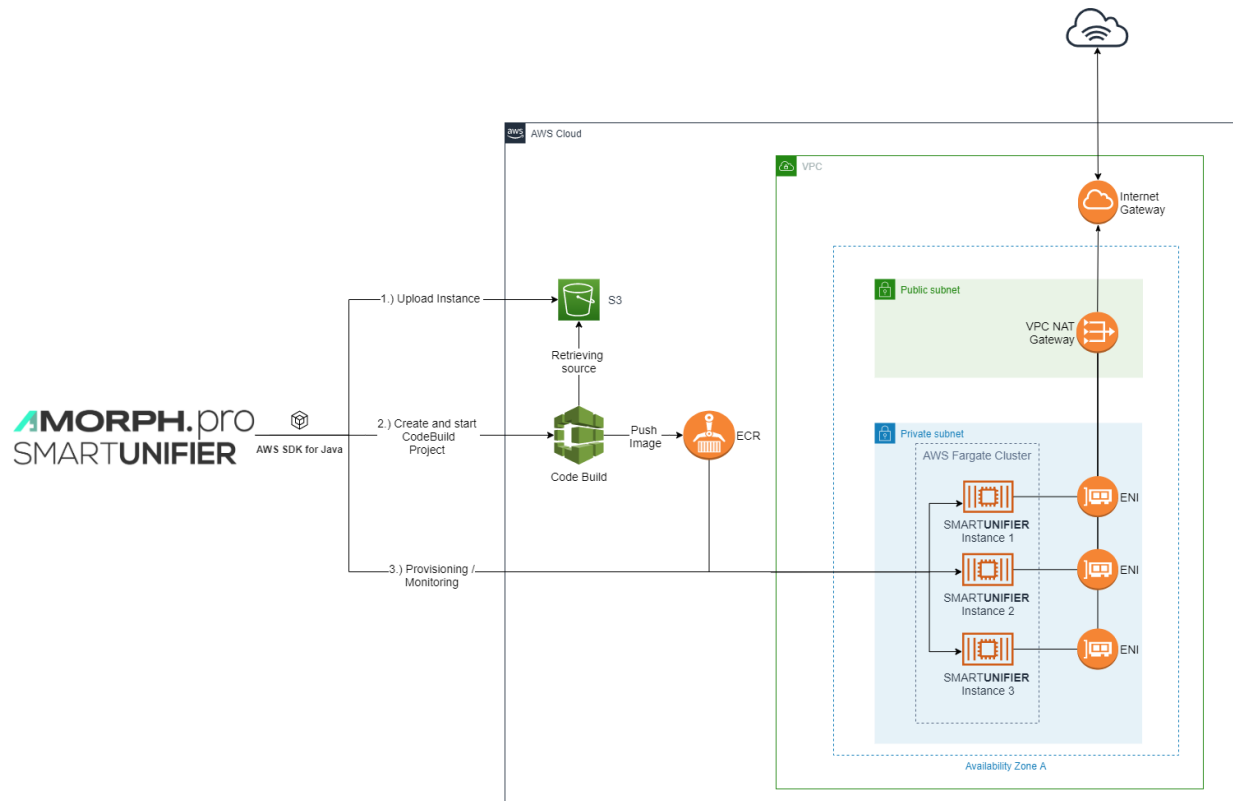 aws
AWS Cloud
VPC
Internet
Gateway
Public subnet
1.) Upload Instance
S3
VPC NAT
Gateway
Retrieving
source
AMORPH.pro
SMARTUNIFIER
AWS SDK for Java
2.) Create and start
CodeBuild
Project
Push
Image
ECR
Code Build
Private subnet
AWS Fargate Cluster
ENI
SMARTUNIFIER
Instance 1
3.) Provisioning /
Monitoring
ENI
SMARTUNIFIER
Instance 2
ENI
SMARTUNIFIER
Instance 3
Availability Zone A